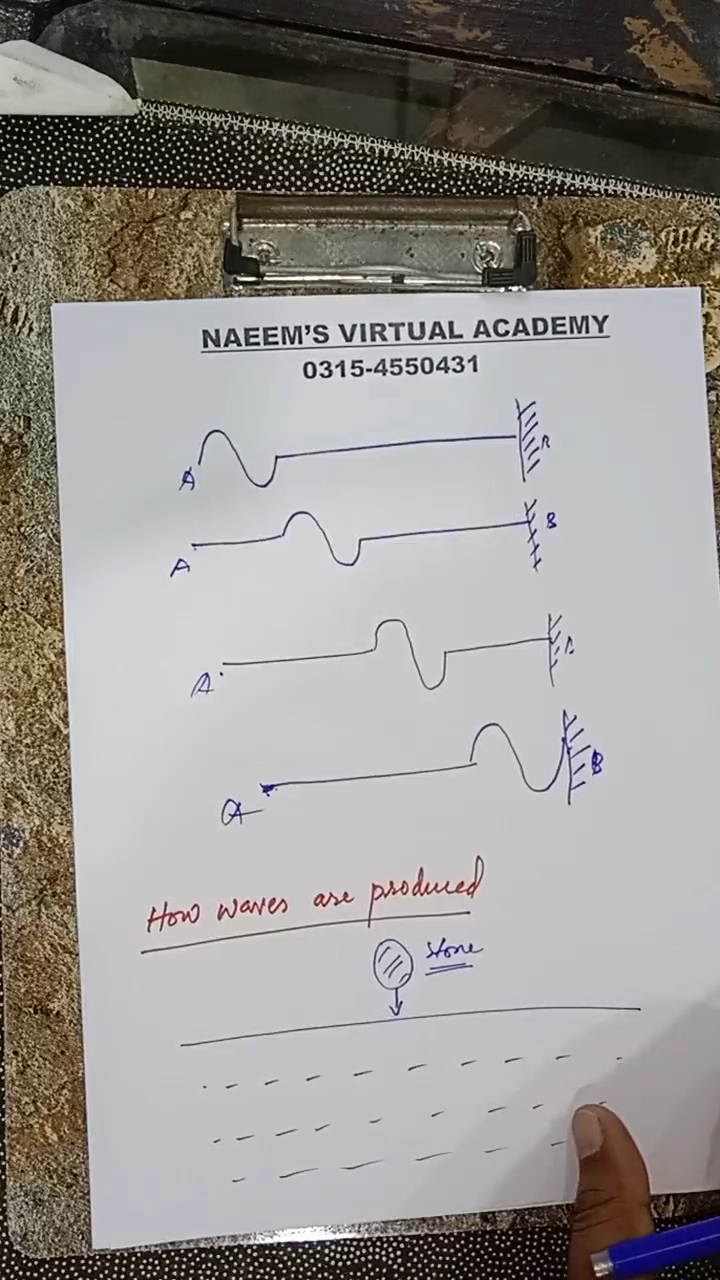 NAEEM'S VIRTUAL ACADEMY
0315-4550431
A
B
A
A
B
How waves are produced
stone